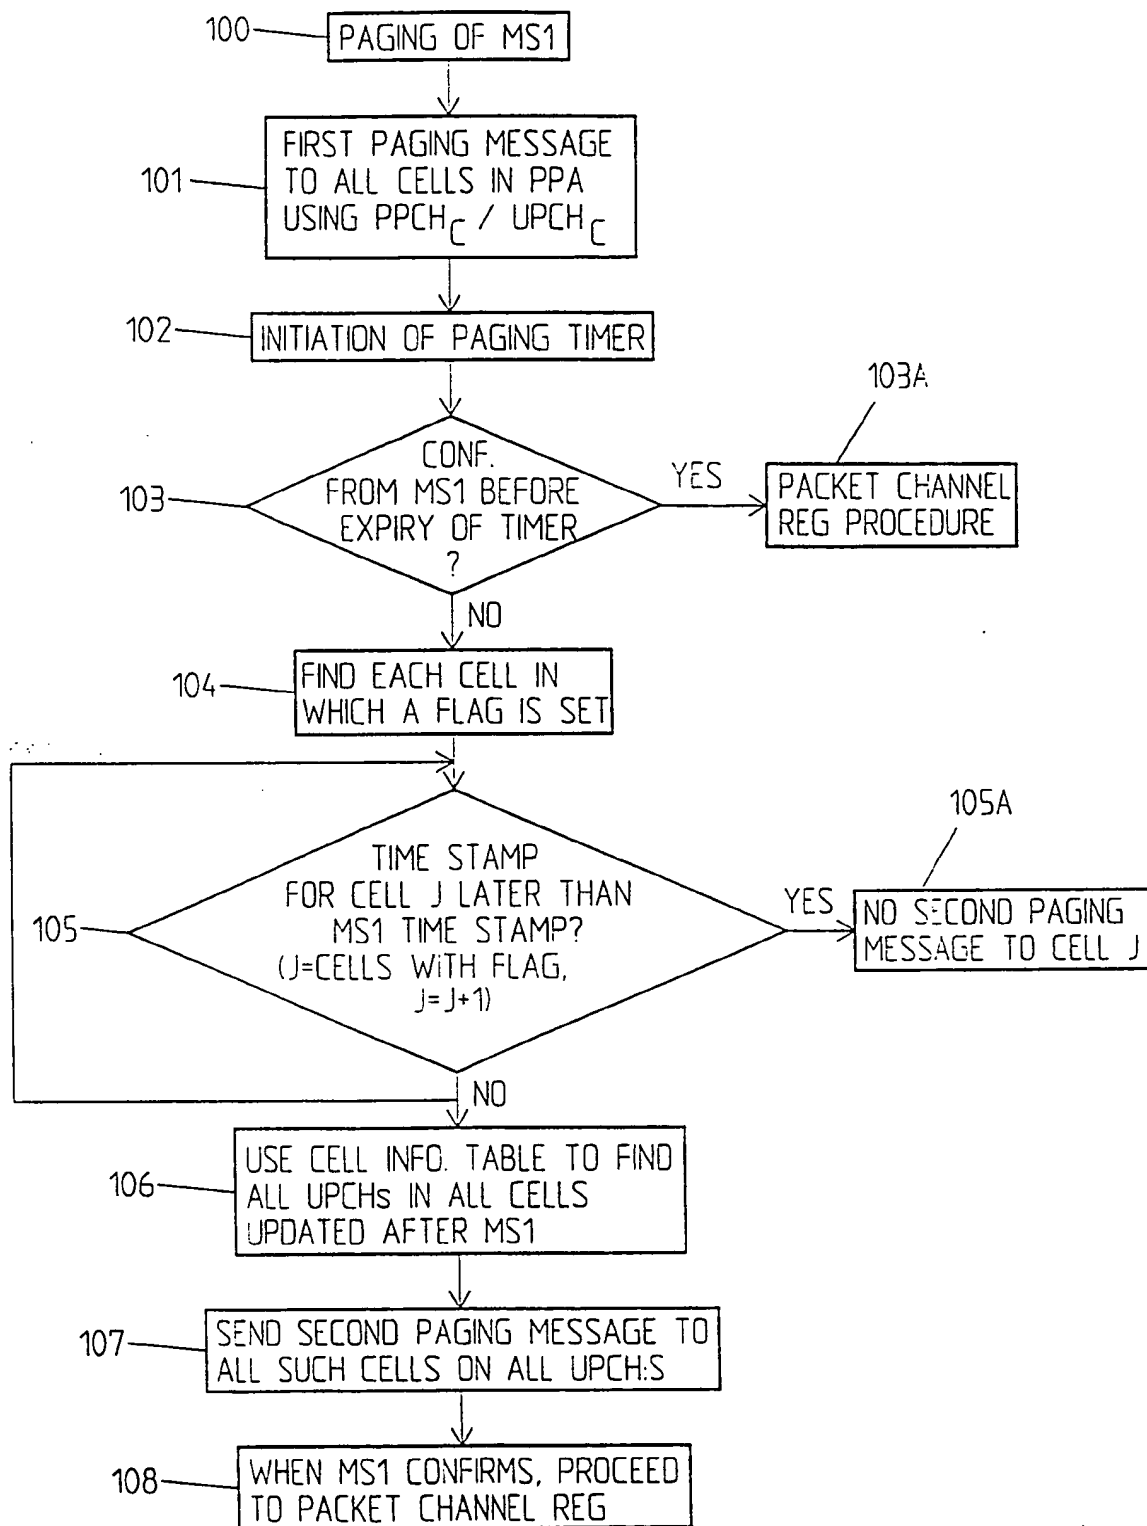 100
PAGING OF MS1
101
FIRST PAGING MESSAGE
TO ALL CELLS IN PPA
USING PPCH_C / UPCH_C
102
INITIATION OF PAGING TIMER
103A
103
CONF.
FROM MS1 BEFORE
EXPIRY OF TIMER
?
YES
PACKET CHANNEL
REG PROCEDURE
NO
104
FIND EACH CELL IN
WHICH A FLAG IS SET
105A
105
TIME STAMP
FOR CELL J LATER THAN
MS1 TIME STAMP?
(J=CELLS WiTH FLAG,
J=J+1)
YES
NO SECOND PAGING
MESSAGE TO CELL J
NO
106
USE CELL INFO. TABLE TO FIND
ALL UPCHs IN ALL CELLS
UPDATED AFTER MS1
107
SEND SECOND PAGING MESSAGE TO
ALL SUCH CELLS ON ALL UPCH:S
108
WHEN MS1 CONFIRMS, PROCEED
TO PACKET CHANNEL REG